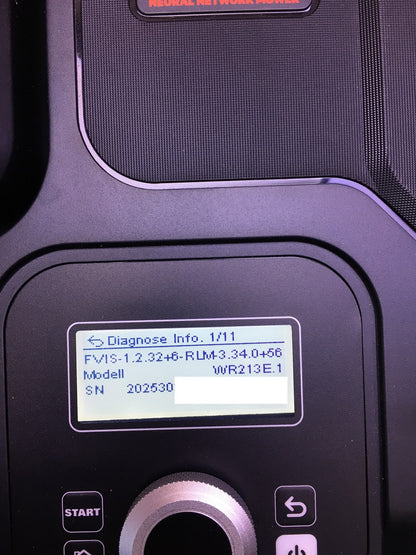 NEURAL NETWORK MOWER
Diagnose Info. 1/11
FVIS-1.2.32+6-RLM-3.34.0+56
Modell WR213E.1
SN 202530
START